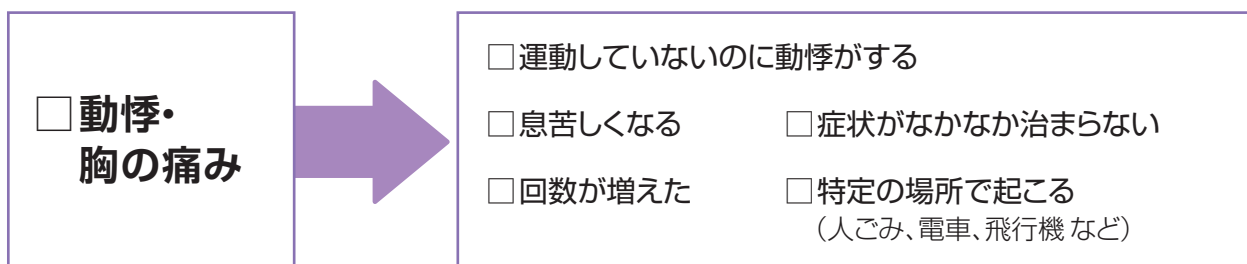 □動悸・
胸の痛み
□運動していないのに動悸がする
□息苦しくなる
□症状がなかなか治まらない
□回数が増えた
□特定の場所で起こる
（人ごみ、電車、飛行機など）